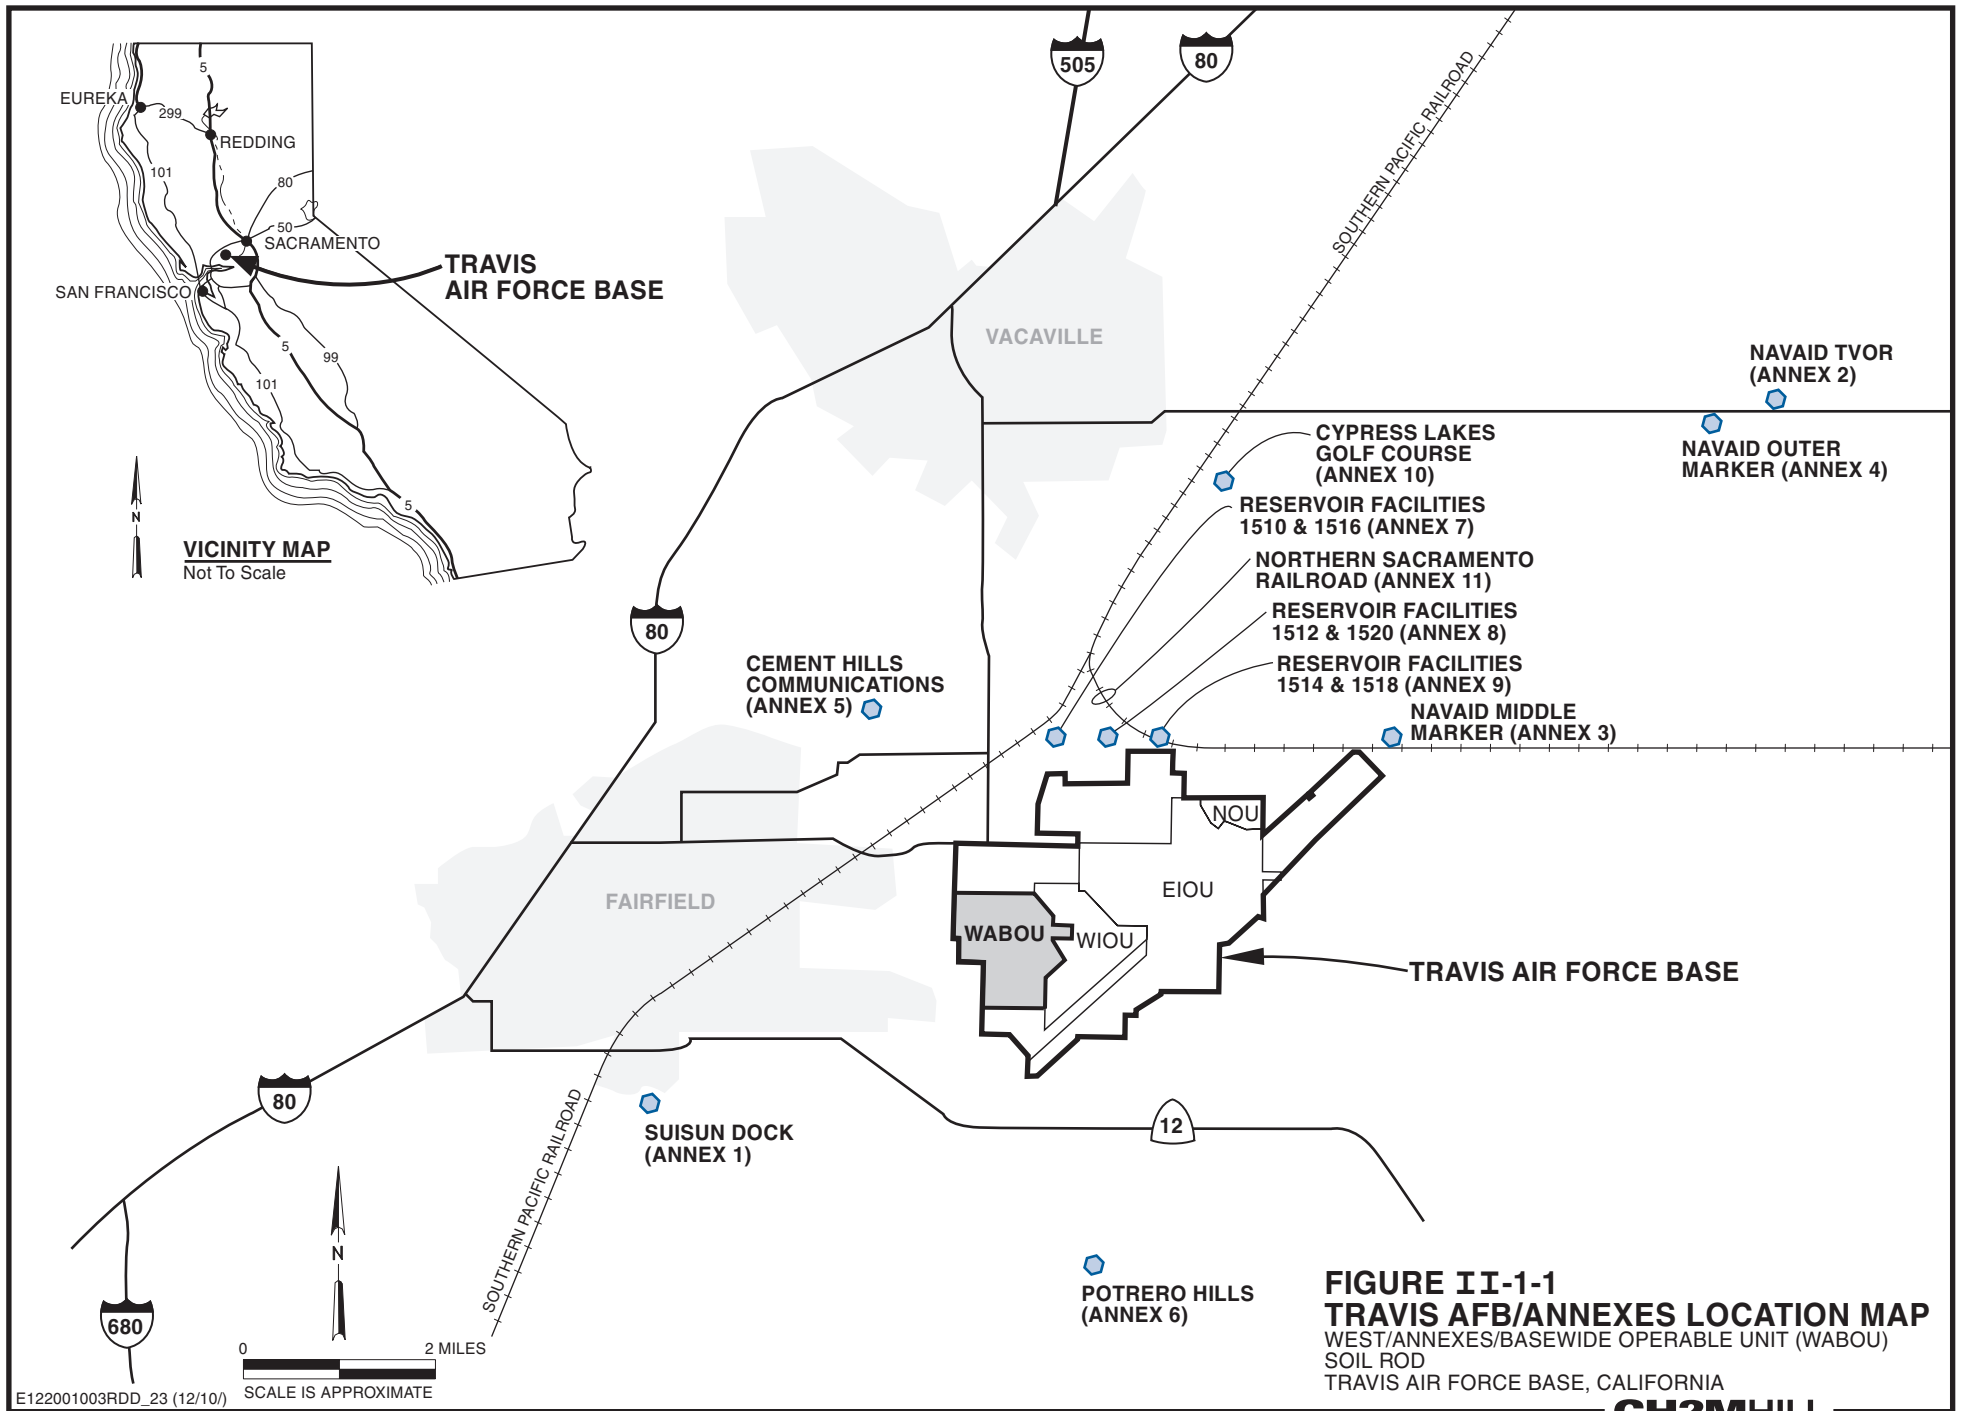 505
80
5
EUREKA
299
REDDING
101
80
50
SACRAMENTO
TRAVIS
AIR FORCE BASE
SAN FRANCISCO
5
99
101
5
N
VICINITY MAP
Not To Scale
SOUTHERN PACIFIC RAILROAD
VACAVILLE
NAVAID TVOR
(ANNEX 2)
NAVAID OUTER
MARKER (ANNEX 4)
CYPRESS LAKES
GOLF COURSE
(ANNEX 10)
RESERVOIR FACILITIES
1510 & 1516 (ANNEX 7)
NORTHERN SACRAMENTO
RAILROAD (ANNEX 11)
RESERVOIR FACILITIES
1512 & 1520 (ANNEX 8)
RESERVOIR FACILITIES
1514 & 1518 (ANNEX 9)
NAVAID MIDDLE
MARKER (ANNEX 3)
80
CEMENT HILLS
COMMUNICATIONS
(ANNEX 5)
NOU
EIOU
FAIRFIELD
WABOU
WIOU
TRAVIS AIR FORCE BASE
80
SUISUN DOCK
(ANNEX 1)
12
SOUTHERN PACIFIC RAILROAD
N
680
POTRERO HILLS
(ANNEX 6)
0
2 MILES
SCALE IS APPROXIMATE
E122001003RDD_23 (12/10/)
FIGURE II-1-1
TRAVIS AFB/ANNEXES LOCATION MAP
WEST/ANNEXES/BASEWIDE OPERABLE UNIT (WABOU)
SOIL ROD
TRAVIS AIR FORCE BASE, CALIFORNIA
CH2MHILL